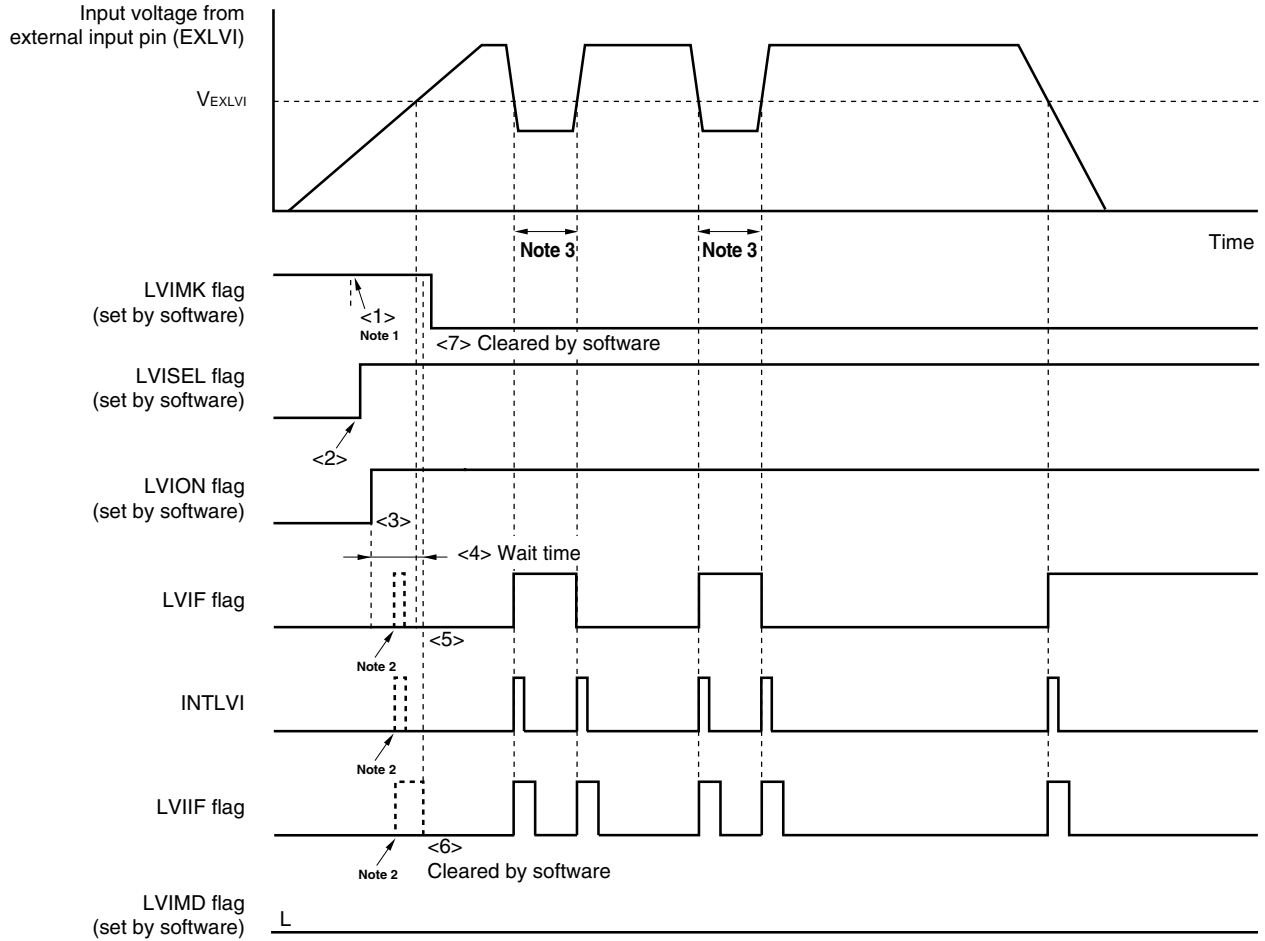 Input voltage from
external input pin (EXLVI)
VEXLVI
Note 3
Note 3
Time
LVIMK flag
(set by software)
<1>
Note 1
<7> Cleared by software
LVISEL flag
(set by software)
<2>
LVION flag
(set by software)
<3>
<4> Wait time
LVIF flag
<5>
Note 2
INTLVI
Note 2
LVIIF flag
<6>
Note 2
Cleared by software
LVIMD flag
(set by software)
L